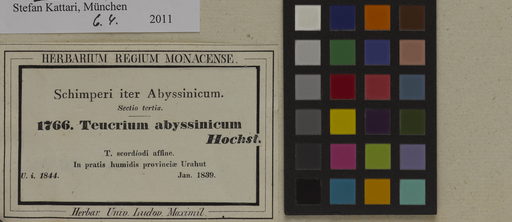 Stefan Kattari, München
6. 4. 2011
HERBARIUM REGIUM MONACENSE.
Schimperi iter Abyssinicum.
Sectio tertia.
1766. Teucrium abyssinicum
Hochst.
T. scordiodi affine.
In pratis humidis provinciæ Urahut
U. i. 1844. Jan. 1839.
Herbar. Univ. Ludov. Maximil.